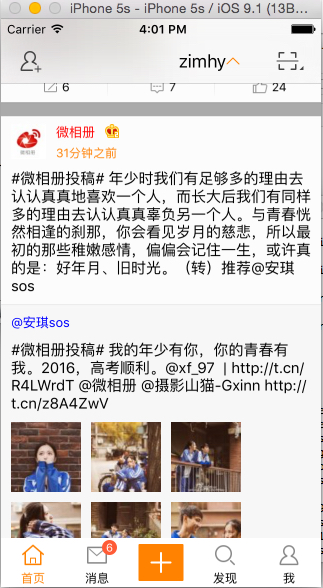 iPhone 5s - iPhone 5s / iOS 9.1 (13B...
Carrer 4:01 PM
zimhy
6 7 24
微相册
31分钟之前
#微相册投稿# 年少时我们有足够多的理由去
认认真真地喜欢一个人，而长大后我们有同样
多的理由去认认真真辜负另一个人。与青春恍
然相逢的刹那，你会看见岁月的慈悲，所以最
初的那些稚嫩感情，偏偏会记住一生，或许真
的是：好年月、旧时光。（转）推荐@安琪
sos
@安琪sos
#微相册投稿# 我的年少有你，你的青春有
我。2016，高考顺利。@xf_97 | http://t.cn/
R4LWrdT @微相册 @摄影山猫-Gxinn http://
t.cn/z8A4ZwV
6
首页 消息 发现 我